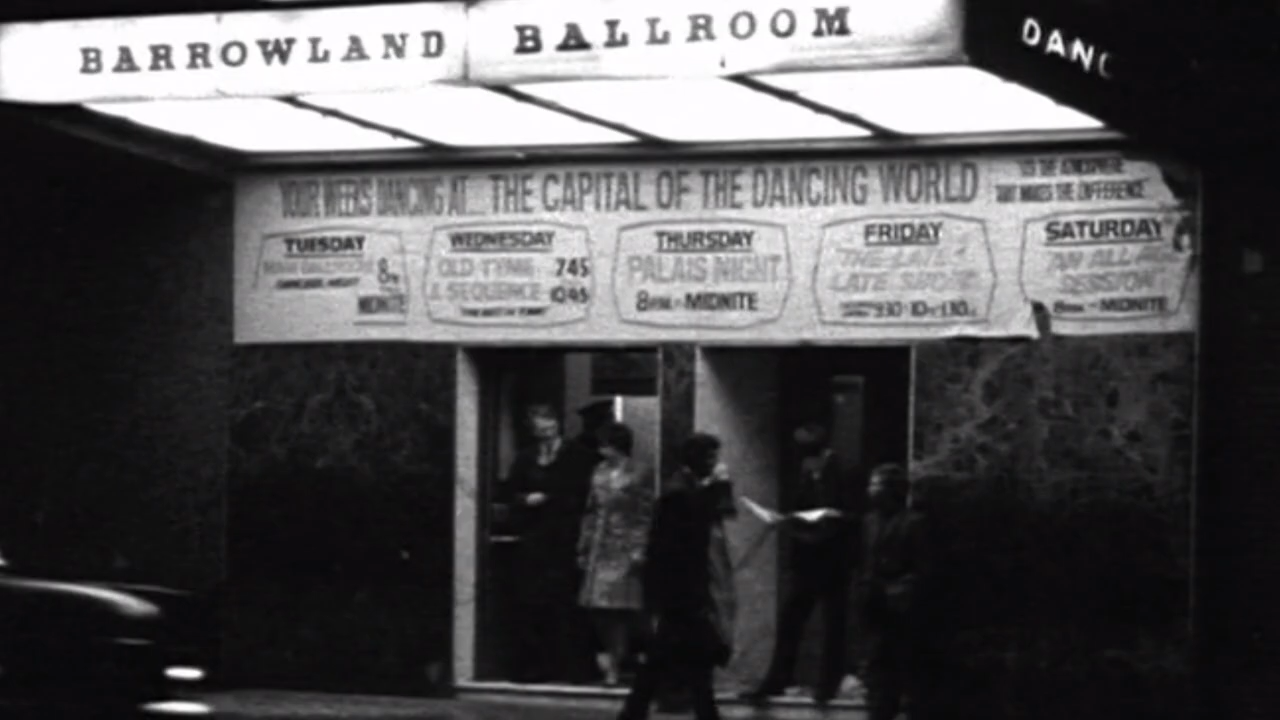 BARROWLAND BALLROOM
DANC
YOUR WEEKS DANCING AT... THE CAPITAL OF THE DANCING WORLD
'TIS THE ATMOSPHERE
THAT MAKES THE DIFFERENCE
TUESDAY
8
MIDNITE
WEDNESDAY
OLD TYME 7.45
& SEQUENCE 10.45
THURSDAY
PALAIS NIGHT
8PM - MIDNITE
FRIDAY
THE LATE
LATE SHOW
SATURDAY
SESSION
8PM - MIDNITE